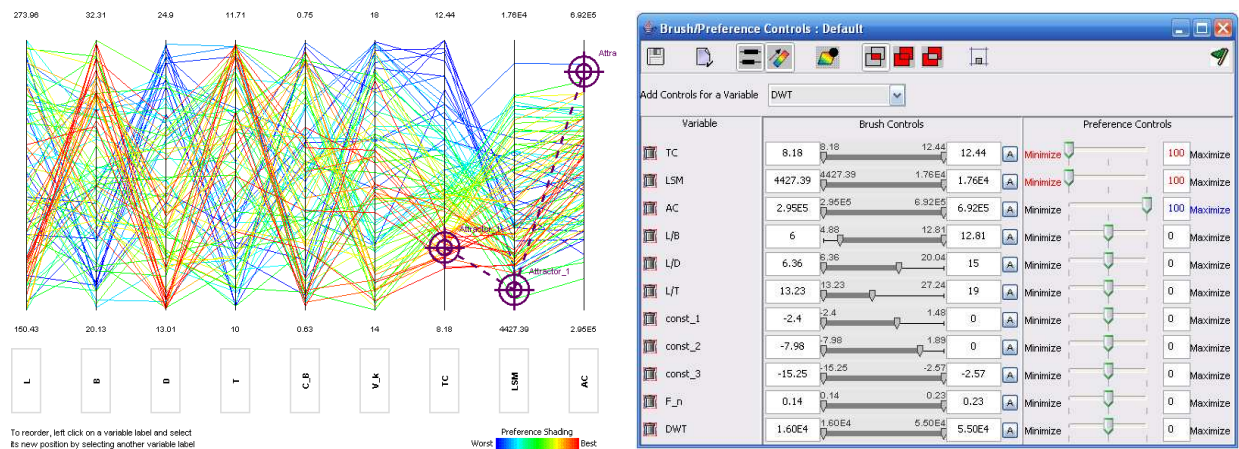 273.96 32.31 24.9 11.71 0.75 18 12.44 1.76E4 6.92E5
Attra
Attractor_1
Attractor_1
150.43 20.13 13.01 10 0.63 14 8.18 4427.39 2.95E5
L B D T C_B V_k TC LSM AC
To reorder, left click on a variable label and select
its new position by selecting another variable label
Preference Shading
Worst Best
Brush/Preference Controls : Default
Add Controls for a Variable DWT
Variable Brush Controls Preference Controls
TC 8.18 8.18 12.44 12.44 A Minimize 100 Maximize
LSM 4427.39 4427.39 1.76E4 1.76E4 A Minimize 100 Maximize
AC 2.95E5 2.95E5 6.92E5 6.92E5 A Minimize 100 Maximize
L/B 6 4.88 12.81 12.81 A Minimize 0 Maximize
L/D 6.36 6.36 20.04 15 A Minimize 0 Maximize
L/T 13.23 13.23 27.24 19 A Minimize 0 Maximize
const_1 -2.4 -2.4 1.48 0 A Minimize 0 Maximize
const_2 -7.98 -7.98 1.89 0 A Minimize 0 Maximize
const_3 -15.25 -15.25 -2.57 -2.57 A Minimize 0 Maximize
F_n 0.14 0.14 0.23 0.23 A Minimize 0 Maximize
DWT 1.60E4 1.60E4 5.50E4 5.50E4 A Minimize 0 Maximize